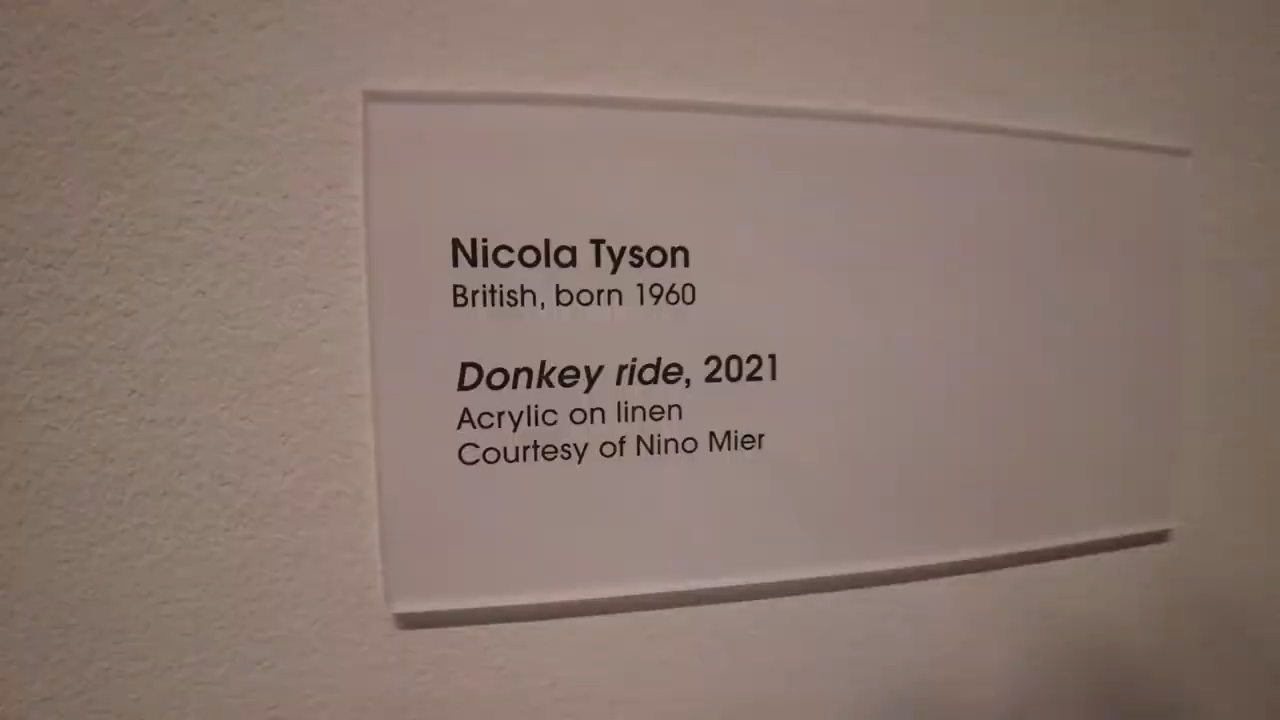 Nicola Tyson
British, born 1960
Donkey ride, 2021
Acrylic on linen
Courtesy of Nino Mier